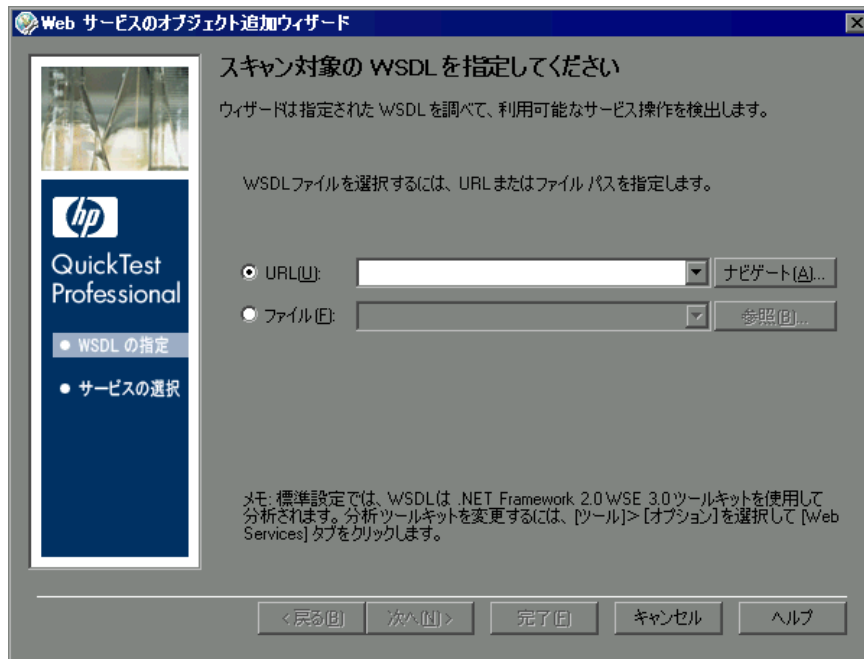 Web サービスのオブジェクト追加ウィザード
スキャン対象の WSDL を指定してください
ウィザードは指定された WSDL を調べて、利用可能なサービス操作を検出します。
WSDLファイルを選択するには、URLまたはファイル パスを指定します。
hp
QuickTest
Professional
WSDL の指定
サービスの選択
URL(U):
ナビゲート(A)...
ファイル(F):
参照(B)...
メモ: 標準設定では、WSDLは .NET Framework 2.0 WSE 3.0 ツールキットを使用して
分析されます。分析ツールキットを変更するには、[ツール]> [オプション] を選択して [Web
Services] タブをクリックします。
<戻る(B)
次へ(N)>
完了(F)
キャンセル
ヘルプ